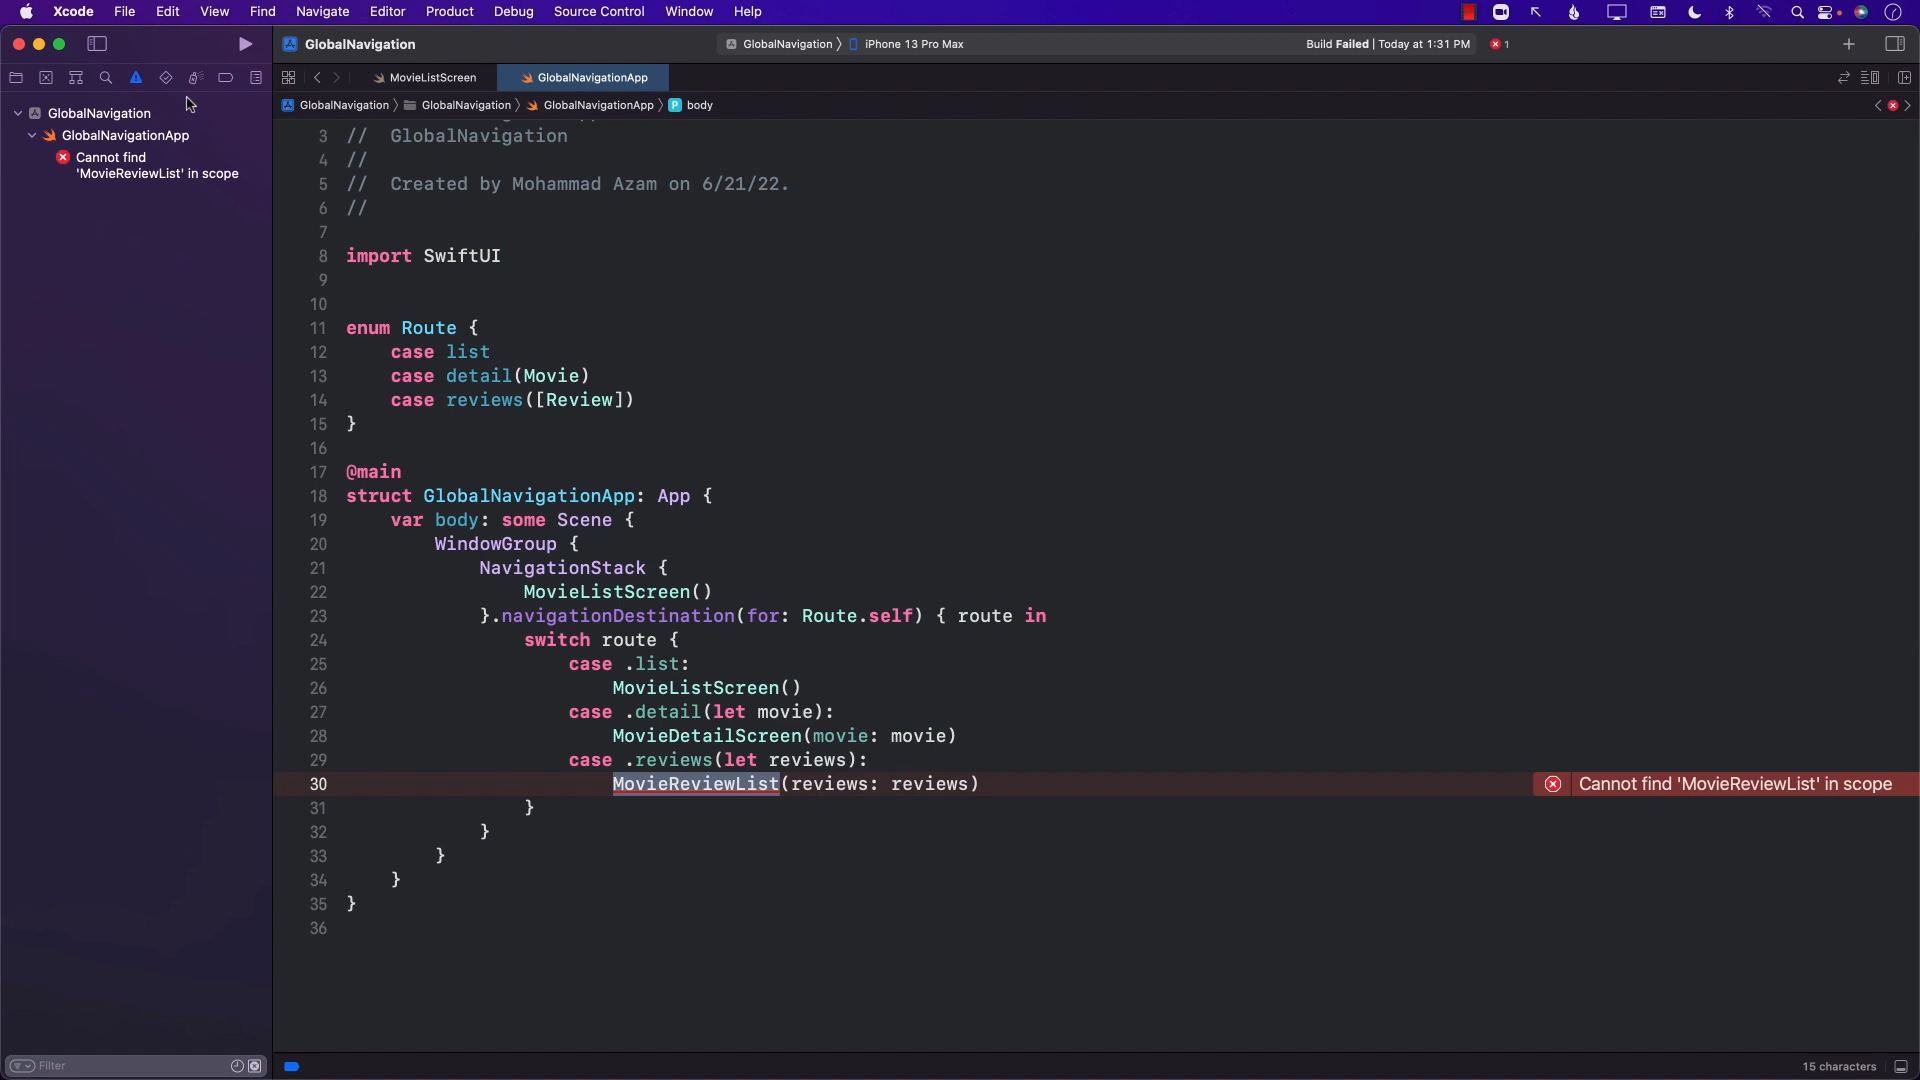 Xcode File Edit View Find Navigate Editor Product Debug Source Control Window Help
GlobalNavigation
GlobalNavigation iPhone 13 Pro Max
Build Failed | Today at 1:31 PM
1
MovieListScreen
GlobalNavigationApp
GlobalNavigation
GlobalNavigation
GlobalNavigationApp
P body
GlobalNavigation
GlobalNavigationApp
Cannot find
'MovieReviewList' in scope
3 // GlobalNavigation
4 //
5 // Created by Mohammad Azam on 6/21/22.
6 //
7
8 import SwiftUI
9
10
11 enum Route {
12 case list
13 case detail(Movie)
14 case reviews([Review])
15 }
16
17 @main
18 struct GlobalNavigationApp: App {
19 var body: some Scene {
20 WindowGroup {
21 NavigationStack {
22 MovieListScreen()
23 }.navigationDestination(for: Route.self) { route in
24 switch route {
25 case .list:
26 MovieListScreen()
27 case .detail(let movie):
28 MovieDetailScreen(movie: movie)
29 case .reviews(let reviews):
30 MovieReviewList(reviews: reviews)
Cannot find 'MovieReviewList' in scope
31 }
32 }
33 }
34 }
35 }
36
Filter
15 characters